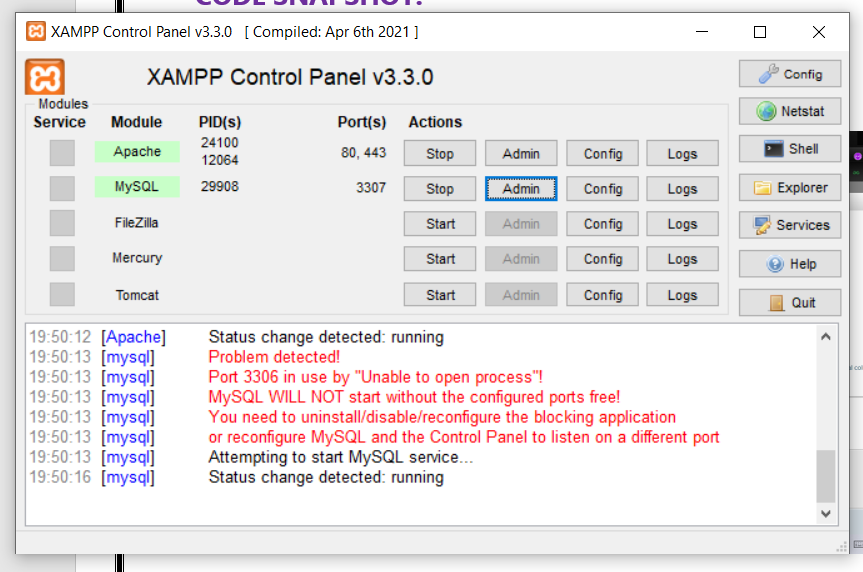 CODE SNAPSHOT:
XAMPP Control Panel v3.3.0 [ Compiled: Apr 6th 2021 ]
XAMPP Control Panel v3.3.0
Modules
Service Module PID(s) Port(s) Actions
Apache 24100 12064 80, 443 Stop Admin Config Logs
MySQL 29908 3307 Stop Admin Config Logs
FileZilla Start Admin Config Logs
Mercury Start Admin Config Logs
Tomcat Start Admin Config Logs
Config
Netstat
Shell
Explorer
Services
Help
Quit
19:50:12 [Apache] Status change detected: running
19:50:13 [mysql] Problem detected!
19:50:13 [mysql] Port 3306 in use by "Unable to open process"!
19:50:13 [mysql] MySQL WILL NOT start without the configured ports free!
19:50:13 [mysql] You need to uninstall/disable/reconfigure the blocking application
19:50:13 [mysql] or reconfigure MySQL and the Control Panel to listen on a different port
19:50:13 [mysql] Attempting to start MySQL service...
19:50:16 [mysql] Status change detected: running